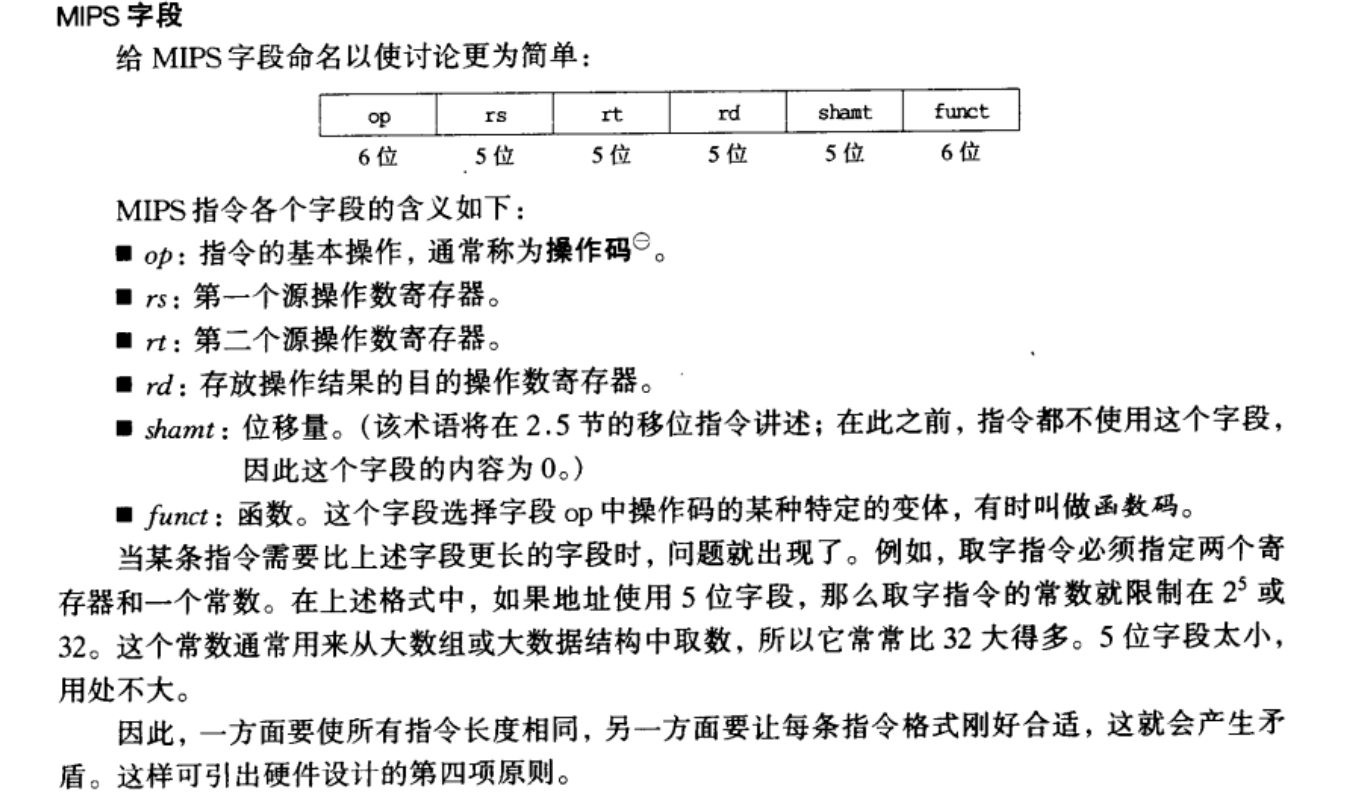 MIPS 字段
给 MIPS 字段命名以使讨论更为简单：
op rs rt rd shamt funct
6 位 5 位 5 位 5 位 5 位 6 位
MIPS 指令各个字段的含义如下：
■ op：指令的基本操作，通常称为操作码㊀。
■ rs：第一个源操作数寄存器。
■ rt：第二个源操作数寄存器。
■ rd：存放操作结果的目的操作数寄存器。
■ shamt：位移量。（该术语将在 2.5 节的移位指令讲述；在此之前，指令都不使用这个字段，
因此这个字段的内容为 0。）
■ funct：函数。这个字段选择字段 op 中操作码的某种特定的变体，有时叫做函数码。
当某条指令需要比上述字段更长的字段时，问题就出现了。例如，取字指令必须指定两个寄
存器和一个常数。在上述格式中，如果地址使用 5 位字段，那么取字指令的常数就限制在 2⁵ 或
32。这个常数通常用来从大数组或大数据结构中取数，所以它常常比 32 大得多。5 位字段太小，
用处不大。
因此，一方面要使所有指令长度相同，另一方面要让每条指令格式刚好合适，这就会产生矛
盾。这样可引出硬件设计的第四项原则。